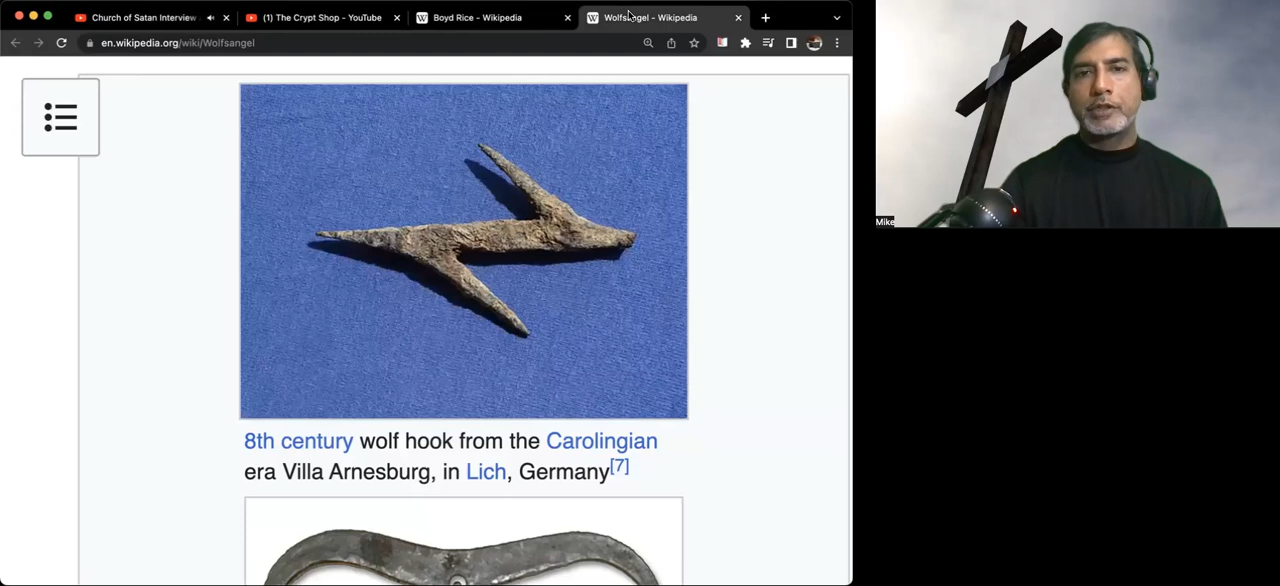 Church of Satan Interview
(1) The Crypt Shop - YouTube
Boyd Rice - Wikipedia
Wolfsangel - Wikipedia
en.wikipedia.org/wiki/Wolfsangel
Mike
8th century wolf hook from the Carolingian
era Villa Arnesburg, in Lich, Germany[7]